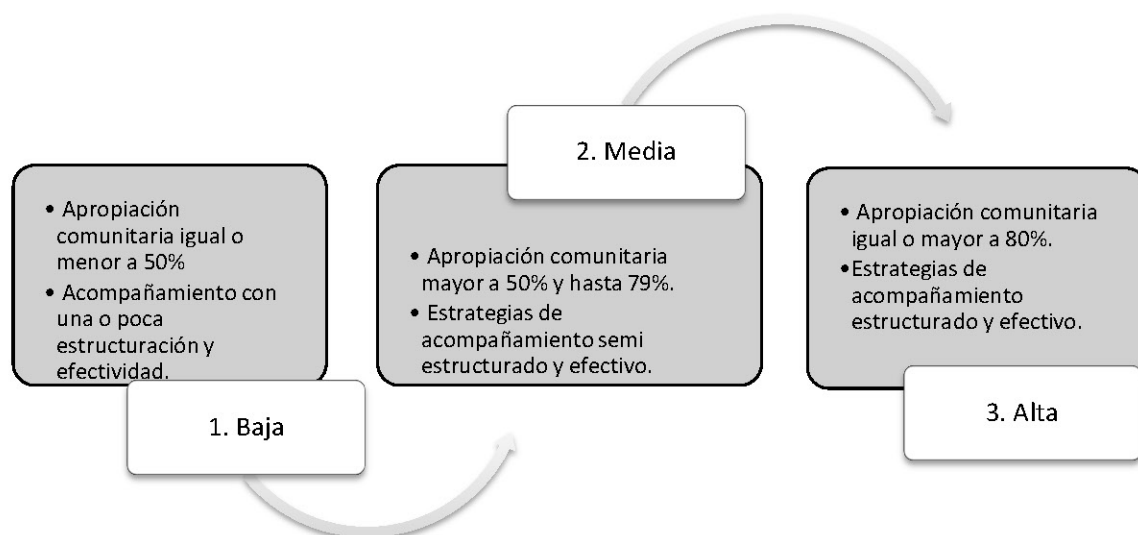 • Apropiación
comunitaria igual o
menor a 50%
• Acompañamiento con
una o poca
estructuración y
efectividad.
1. Baja
2. Media
• Apropiación comunitaria
mayor a 50% y hasta 79%.
• Estrategias de
acompañamiento semi
estructurado y efectivo.
• Apropiación comunitaria
igual o mayor a 80%.
•Estrategias de
acompañamiento
estructurado y efectivo.
3. Alta